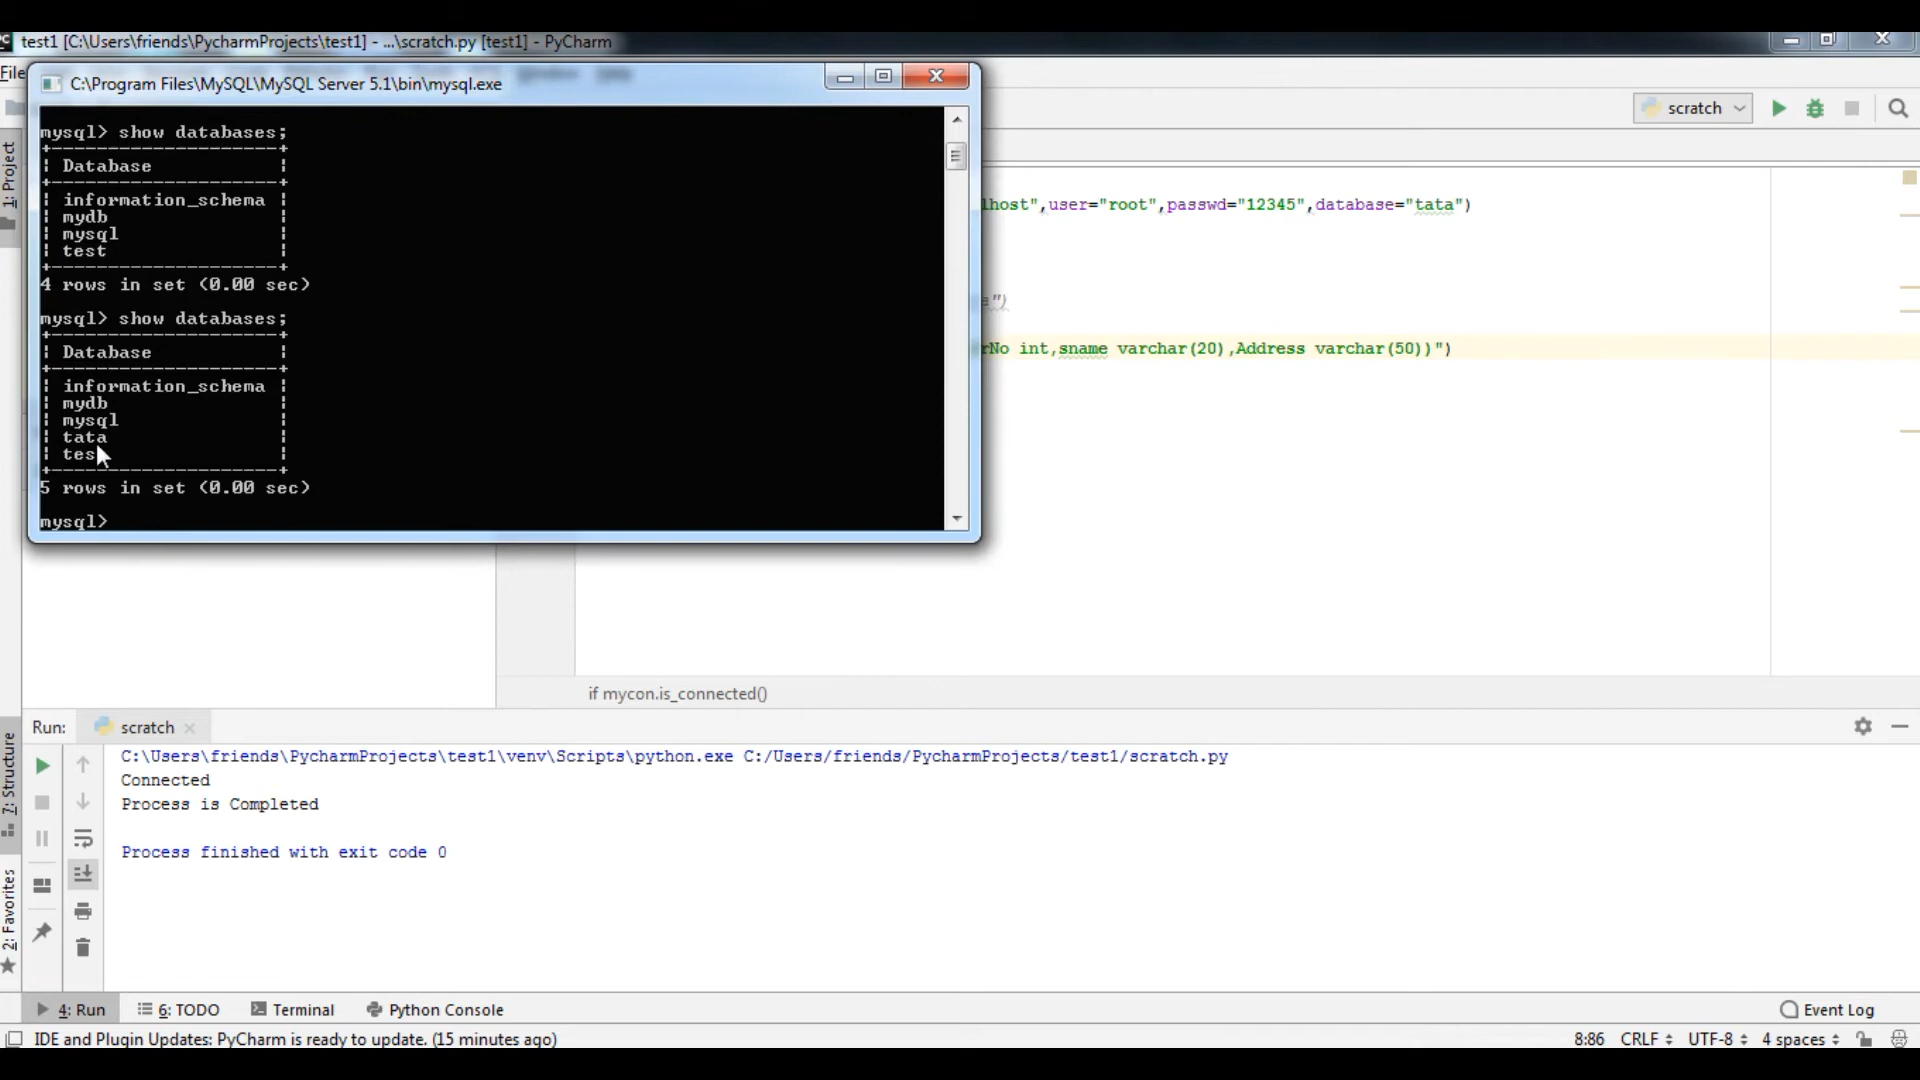 test1 [C:\Users\friends\PycharmProjects\test1] - ...\scratch.py [test1] - PyCharm
File
C:\Program Files\MySQL\MySQL Server 5.1\bin\mysql.exe
scratch
1: Project
mysql> show databases;
Database
information_schema
mydb
mysql
test
4 rows in set (0.00 sec)
mysql> show databases;
Database
information_schema
mydb
mysql
tata
tes
5 rows in set (0.00 sec)
mysql>
lhost",user="root",passwd="12345",database="tata")
")
rNo int,sname varchar(20),Address varchar(50))")
if mycon.is_connected()
Run: scratch
C:\Users\friends\PycharmProjects\test1\venv\Scripts\python.exe C:/Users/friends/PycharmProjects/test1/scratch.py
Connected
Process is Completed
Process finished with exit code 0
7: Structure
2: Favorites
4: Run 6: TODO Terminal Python Console Event Log
IDE and Plugin Updates: PyCharm is ready to update. (15 minutes ago) 8:86 CRLF UTF-8 4 spaces